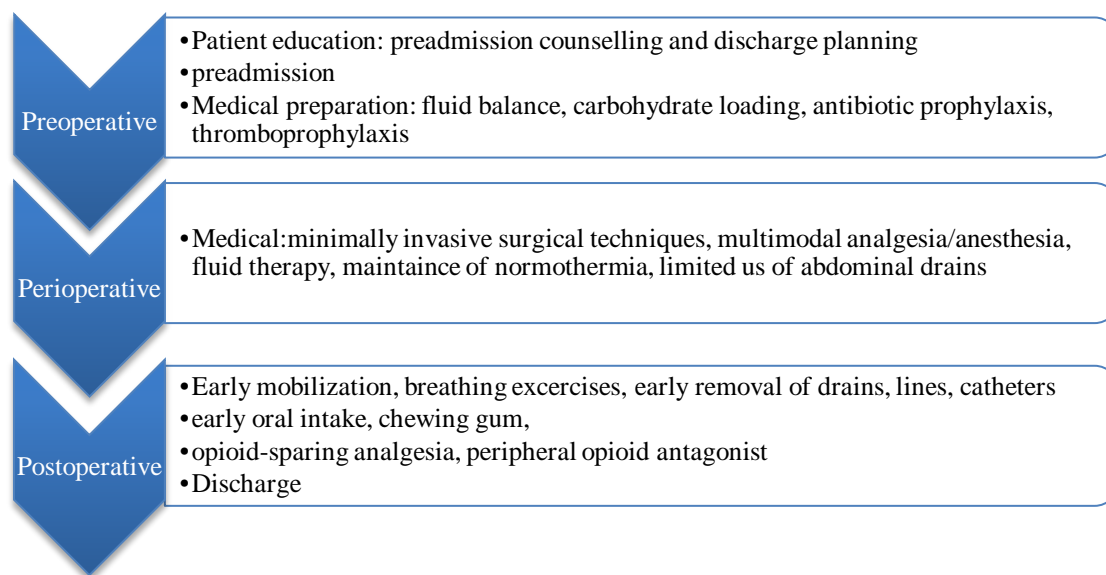 Preoperative
•Patient education: preadmission counselling and discharge planning
•preadmission
•Medical preparation: fluid balance, carbohydrate loading, antibiotic prophylaxis,
thromboprophylaxis
Perioperative
•Medical:minimally invasive surgical techniques, multimodal analgesia/anesthesia,
fluid therapy, maintaince of normothermia, limited us of abdominal drains
Postoperative
•Early mobilization, breathing excercises, early removal of drains, lines, catheters
•early oral intake, chewing gum,
•opioid-sparing analgesia, peripheral opioid antagonist
•Discharge